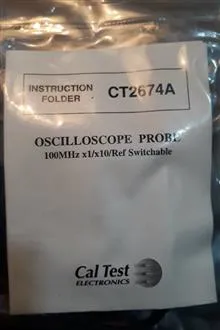 INSTRUCTION
FOLDER
CT2674A
OSCILLOSCOPE PROBE
100MHz x1/x10/Ref Switchable
Cal Test
ELECTRONICS